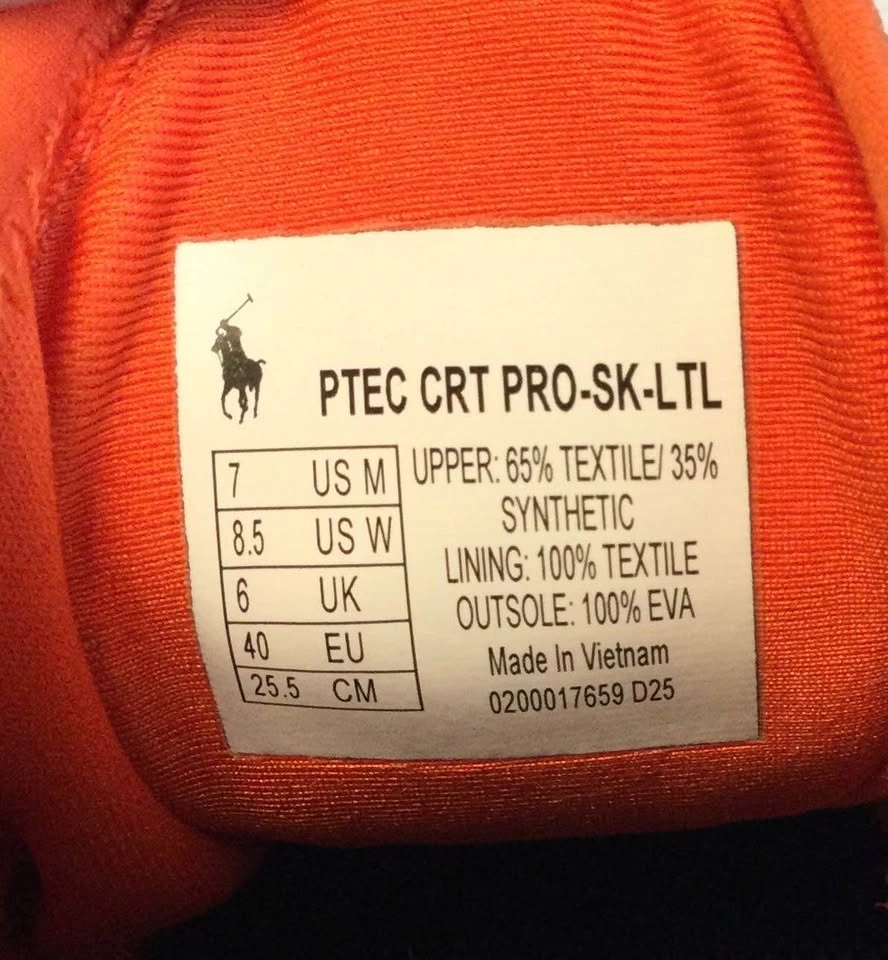 PTEC CRT PRO-SK-LTL
7 US M
8.5 US W
6 UK
40 EU
25.5 CM
UPPER: 65% TEXTILE/ 35%
SYNTHETIC
LINING: 100% TEXTILE
OUTSOLE: 100% EVA
Made In Vietnam
0200017659 D25